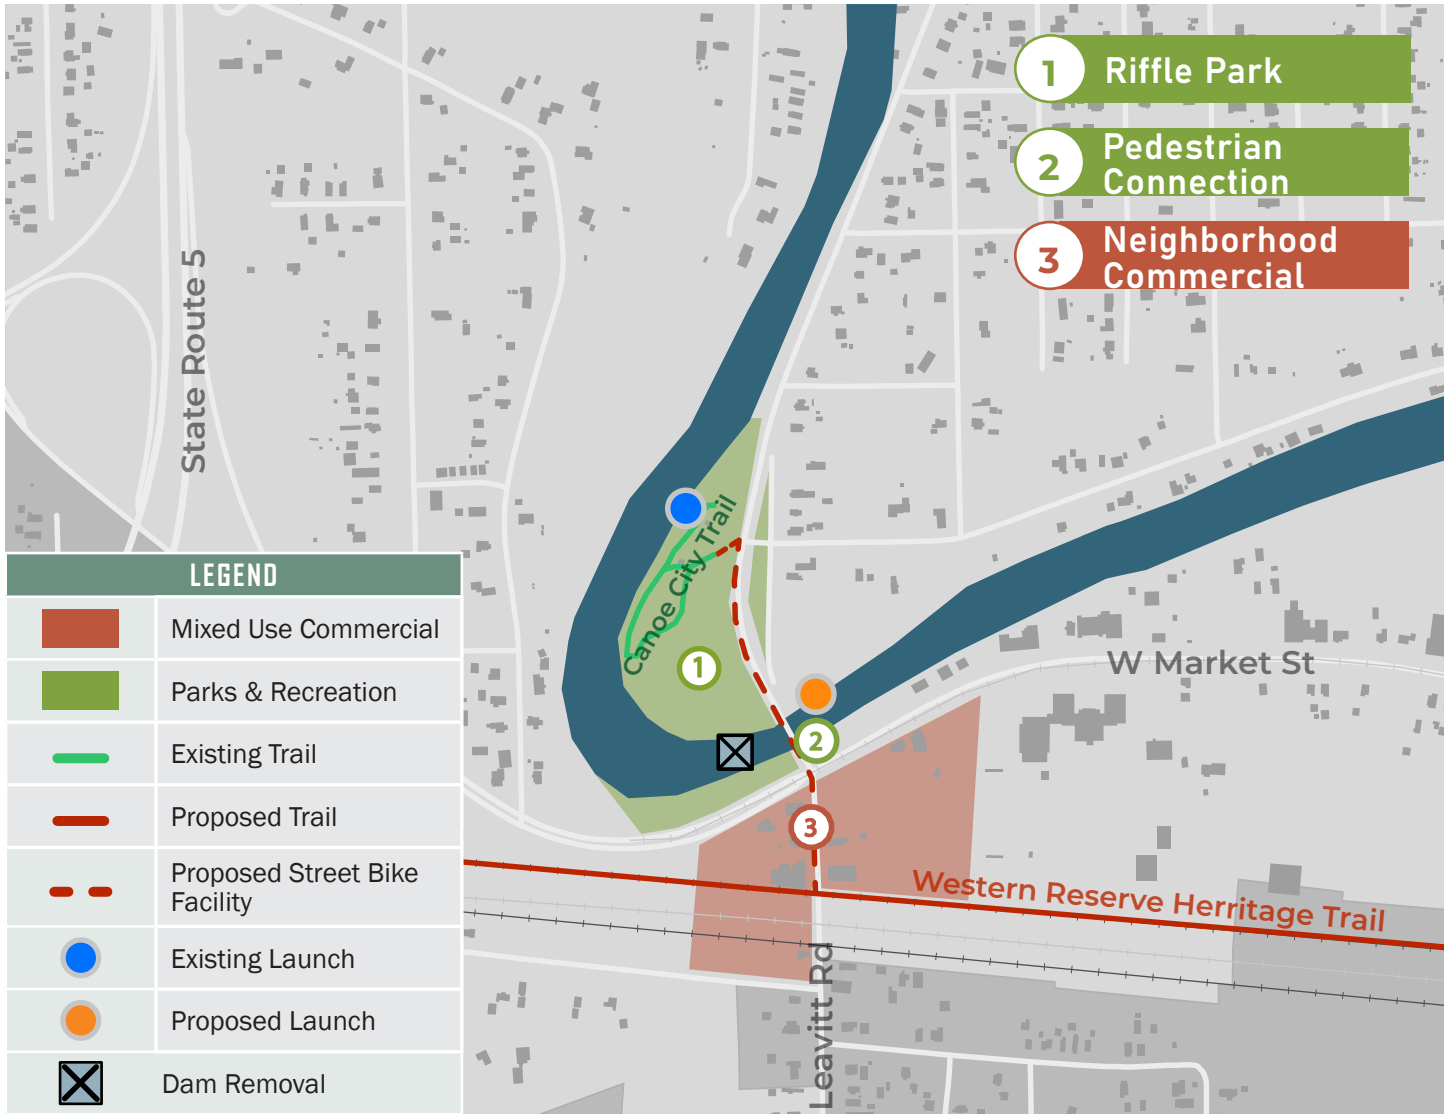 1 Riffle Park
2 Pedestrian
Connection
3 Neighborhood
Commercial
State Route 5
Canoe City Trail
1
2
W Market St
3
Western Reserve Herritage Trail
Leavitt Rd
LEGEND
Mixed Use Commercial
Parks & Recreation
Existing Trail
Proposed Trail
Proposed Street Bike
Facility
Existing Launch
Proposed Launch
Dam Removal